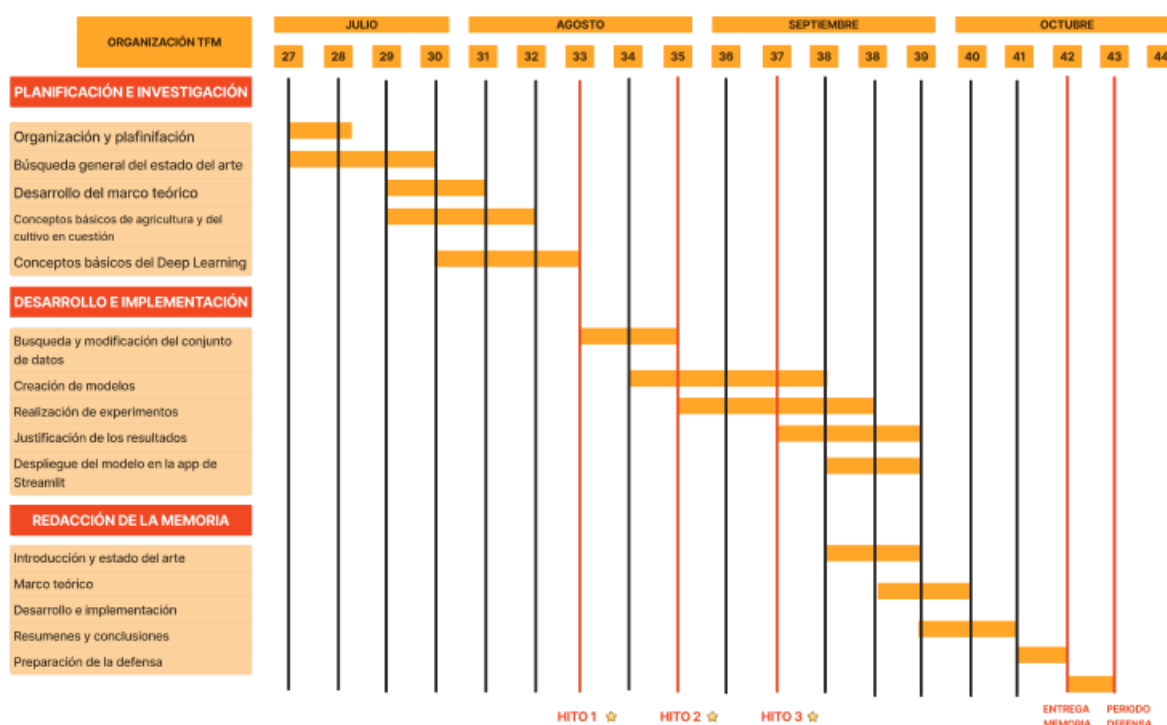 ORGANIZACIÓN TFM
JULIO AGOSTO SEPTIEMBRE OCTUBRE
27 28 29 30 31 32 33 34 35 36 37 38 38 39 40 41 42 43 44
PLANIFICACIÓN E INVESTIGACIÓN
Organización y plafinifación
Búsqueda general del estado del arte
Desarrollo del marco teórico
Conceptos básicos de agricultura y del
cultivo en cuestión
Conceptos básicos del Deep Learning
DESARROLLO E IMPLEMENTACIÓN
Busqueda y modificación del conjunto
de datos
Creación de modelos
Realización de experimentos
Justificación de los resultados
Despliegue del modelo en la app de
Streamlit
REDACCIÓN DE LA MEMORIA
Introducción y estado del arte
Marco teórico
Desarrollo e implementación
Resumenes y conclusiones
Preparación de la defensa
HITO 1 HITO 2 HITO 3
ENTREGA
MEMORIA
PERIODO
DEFENSA